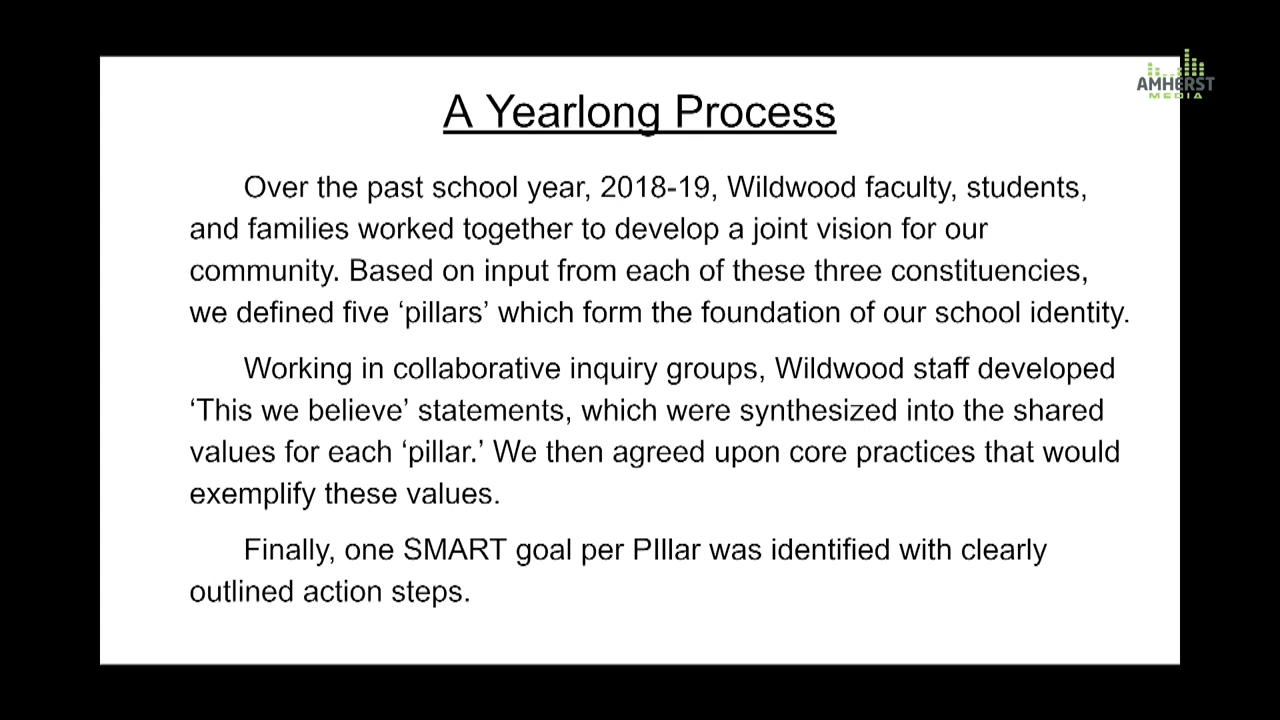 A Yearlong Process
AMHERST
MEDIA
Over the past school year, 2018-19, Wildwood faculty, students,
and families worked together to develop a joint vision for our
community. Based on input from each of these three constituencies,
we defined five ‘pillars’ which form the foundation of our school identity.
Working in collaborative inquiry groups, Wildwood staff developed
‘This we believe’ statements, which were synthesized into the shared
values for each ‘pillar.’ We then agreed upon core practices that would
exemplify these values.
Finally, one SMART goal per PIllar was identified with clearly
outlined action steps.